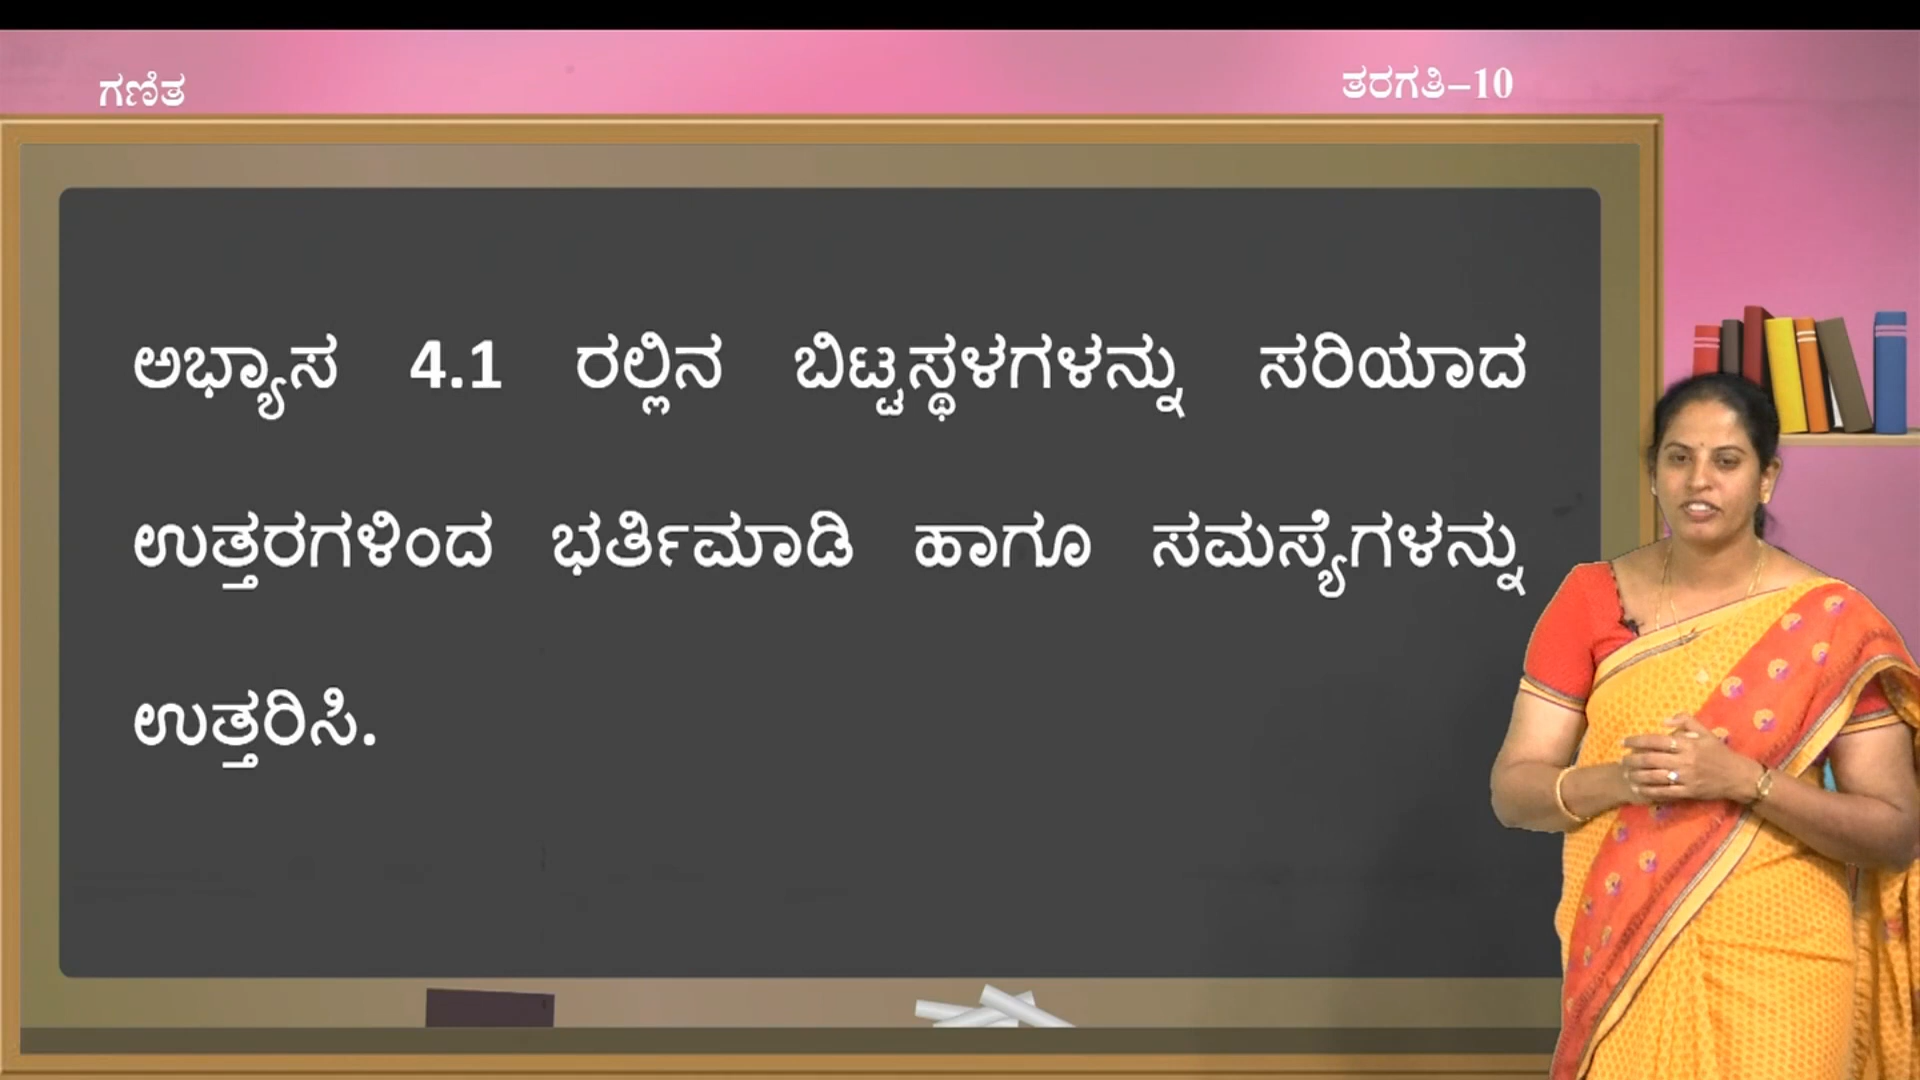 ಗಣಿತ
ತರಗತಿ–10
ಅಭ್ಯಾಸ 4.1 ರಲ್ಲಿನ ಬಿಟ್ಟಸ್ಥಳಗಳನ್ನು ಸರಿಯಾದ
ಉತ್ತರಗಳಿಂದ ಭರ್ತಿಮಾಡಿ ಹಾಗೂ ಸಮಸ್ಯೆಗಳನ್ನು
ಉತ್ತರಿಸಿ.